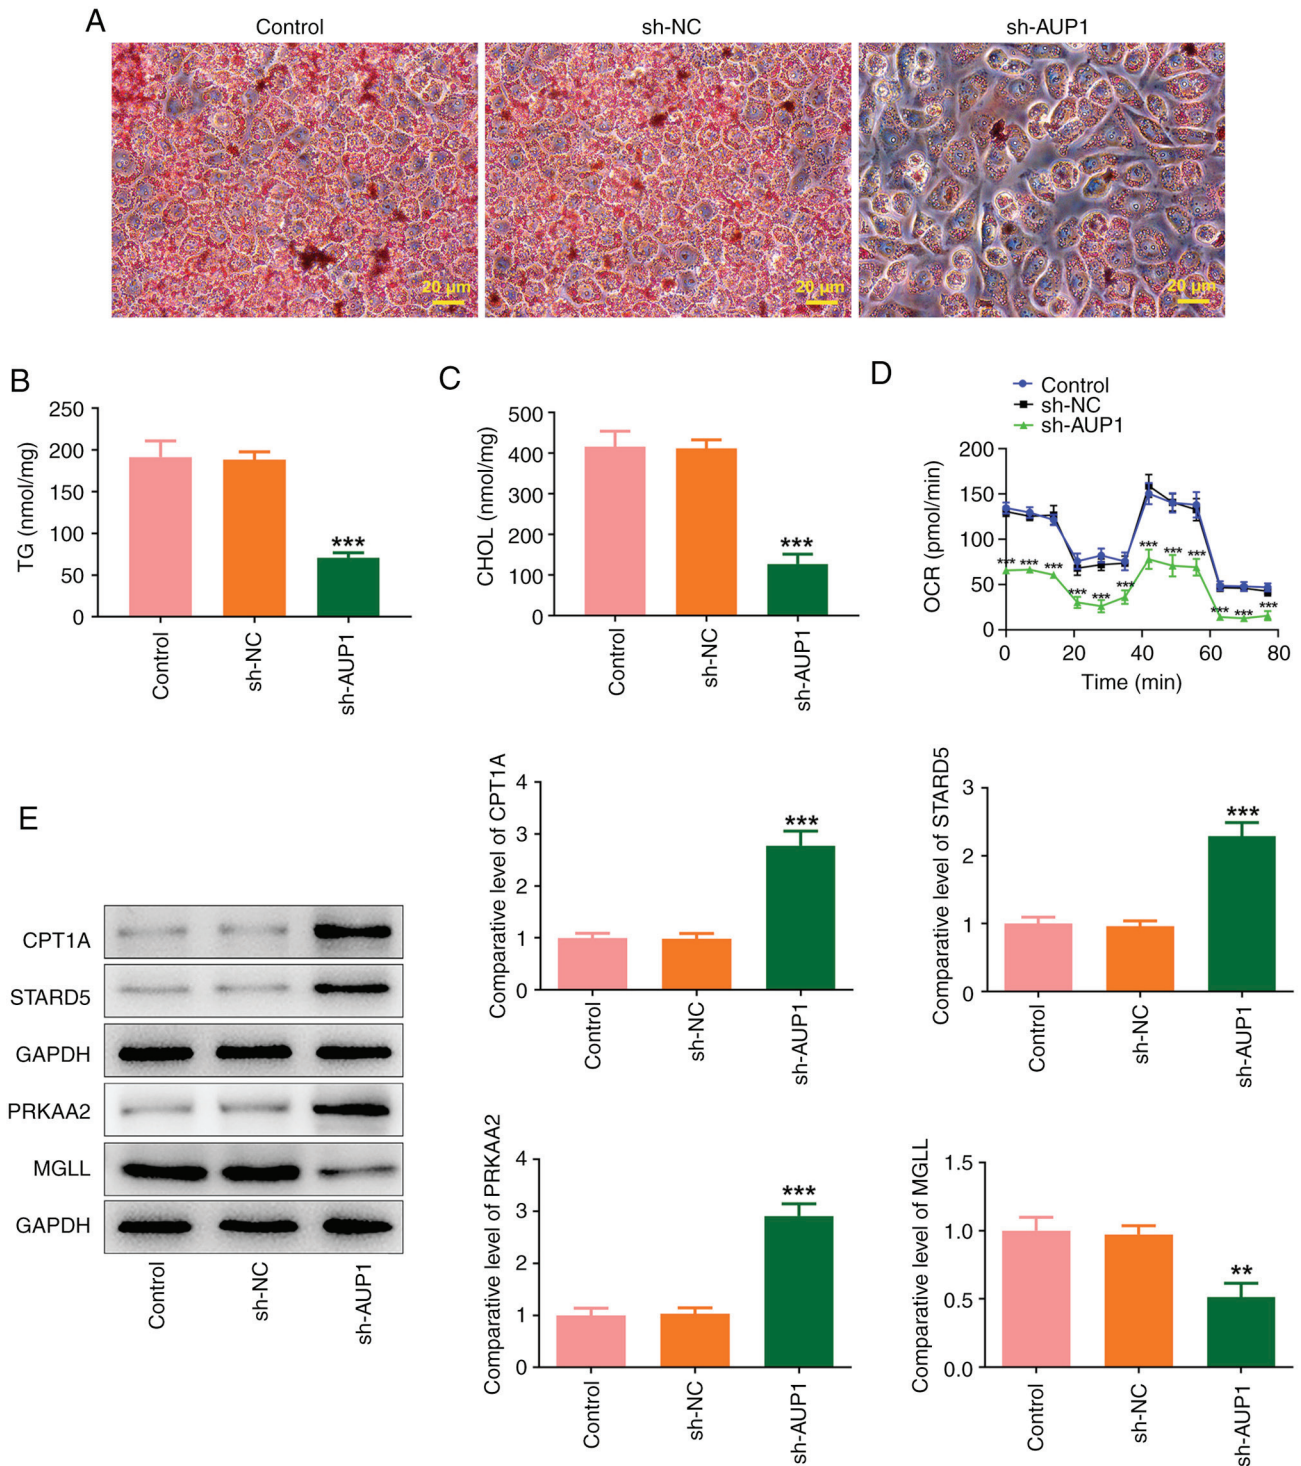 A
Control
sh-NC
sh-AUP1
20 µm
20 µm
20 µm
B
TG (nmol/mg)
250
200
150
100
50
0
***
Control
sh-NC
sh-AUP1
C
CHOL (nmol/mg)
500
400
300
200
100
0
***
Control
sh-NC
sh-AUP1
D
Control
sh-NC
sh-AUP1
OCR (pmol/min)
200
150
100
50
0
*** *** *** *** *** *** *** *** *** *** *** ***
0 20 40 60 80
Time (min)
E
CPT1A
STARD5
GAPDH
PRKAA2
MGLL
GAPDH
Control
sh-NC
sh-AUP1
Comparative level of CPT1A
4
3
2
1
0
***
Control
sh-NC
sh-AUP1
Comparative level of STARD5
3
2
1
0
***
Control
sh-NC
sh-AUP1
Comparative level of PRKAA2
4
3
2
1
0
***
Control
sh-NC
sh-AUP1
Comparative level of MGLL
1.5
1.0
0.5
0.0
**
Control
sh-NC
sh-AUP1